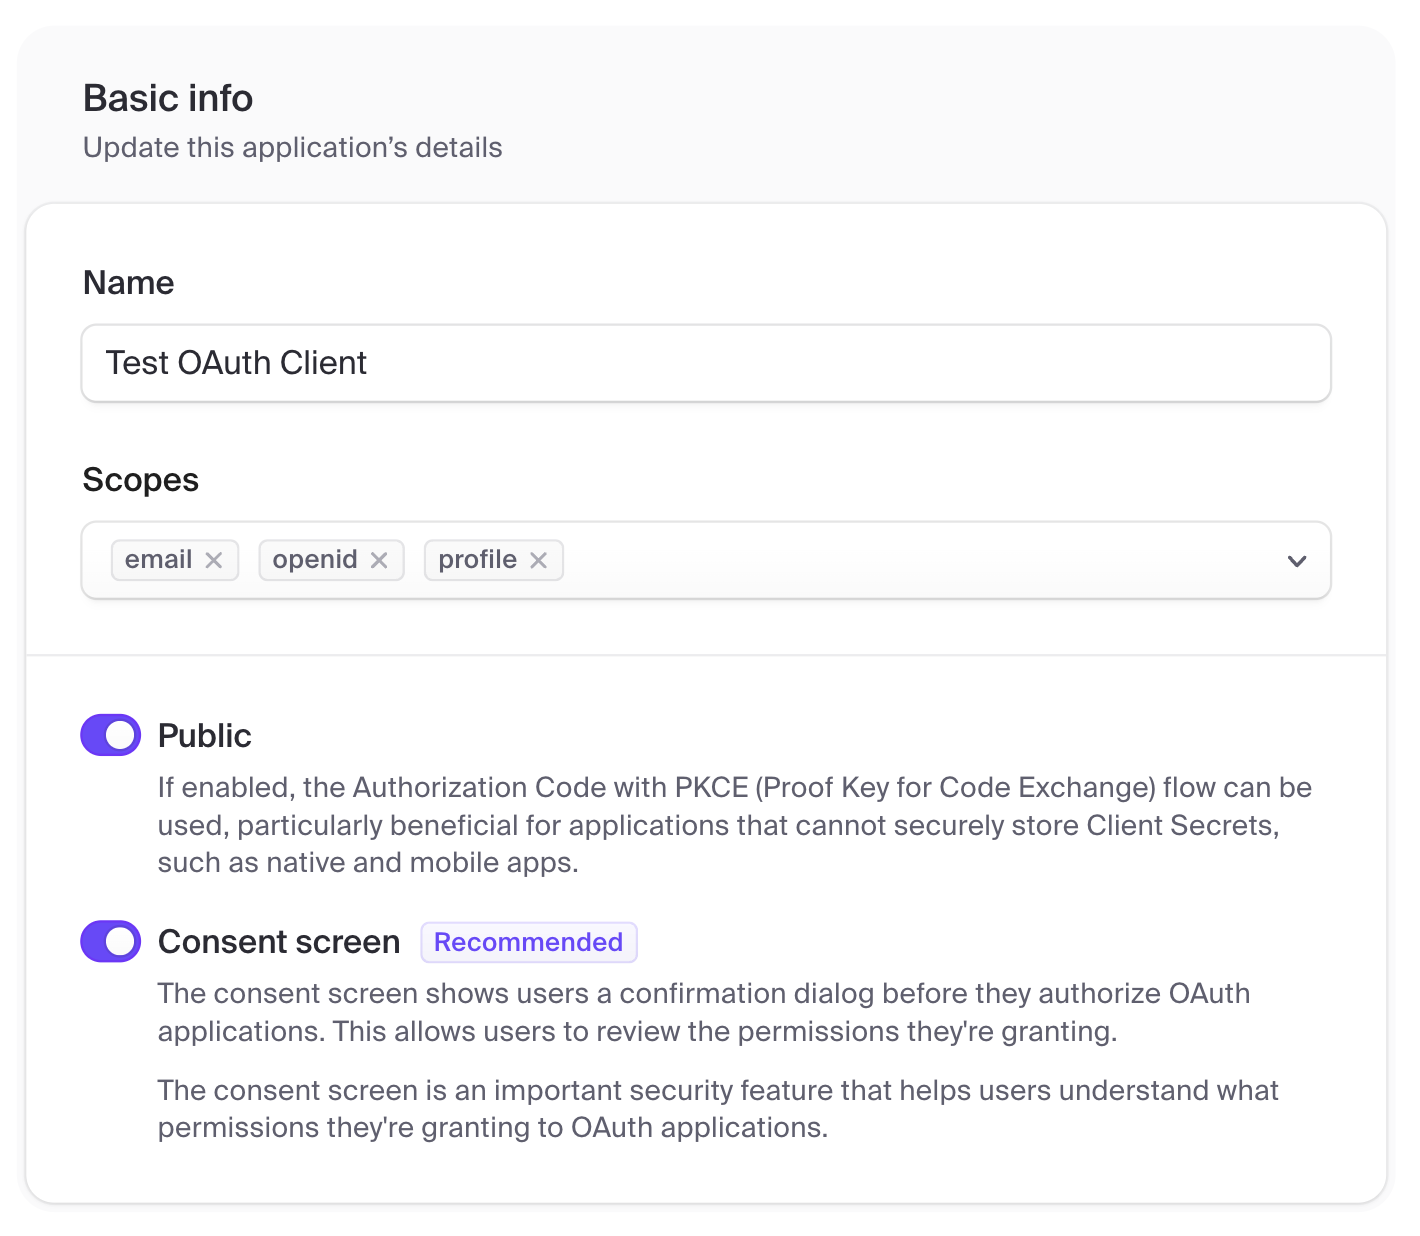 Basic info
Update this application’s details
Name
Test OAuth Client
Scopes
email openid profile
Public
If enabled, the Authorization Code with PKCE (Proof Key for Code Exchange) flow can be
used, particularly beneficial for applications that cannot securely store Client Secrets,
such as native and mobile apps.
Consent screen Recommended
The consent screen shows users a confirmation dialog before they authorize OAuth
applications. This allows users to review the permissions they're granting.
The consent screen is an important security feature that helps users understand what
permissions they're granting to OAuth applications.